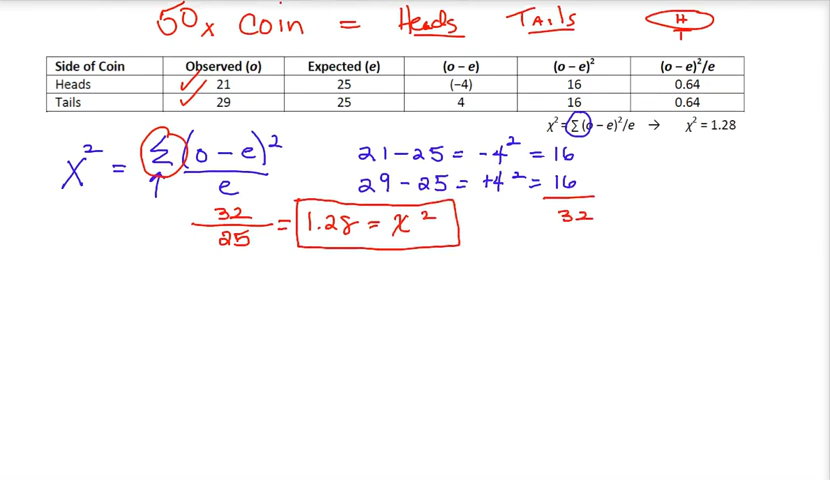 50x Coin = Heads Tails H T
Side of Coin Observed (o) Expected (e) (o – e) (o – e)² (o – e)²/e
Heads 21 25 (–4) 16 0.64
Tails 29 25 4 16 0.64
χ² = ∑ (o – e)²/e → χ² = 1.28
χ² = ∑ (o – e)² / e
21 – 25 = -4² = 16
29 – 25 = +4² = 16
32
32 / 25 = 1.28 = χ²